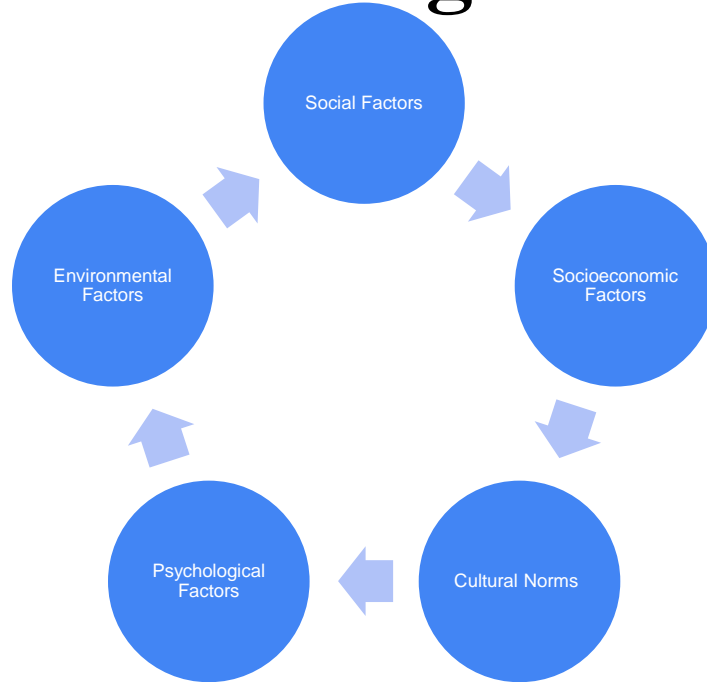 Social Factors
Socioeconomic
Factors
Cultural Norms
Psychological
Factors
Environmental
Factors